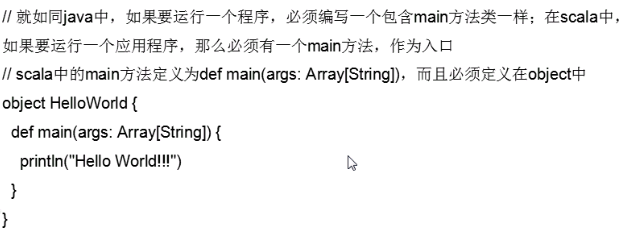 // 就如同java中，如果要运行一个程序，必须编写一个包含main方法类一样；在scala中，
如果要运行一个应用程序，那么必须有一个main方法，作为入口
// scala中的main方法定义为def main(args: Array[String])，而且必须定义在object中
object HelloWorld {
  def main(args: Array[String]) {
    println("Hello World!!!")
  }
}